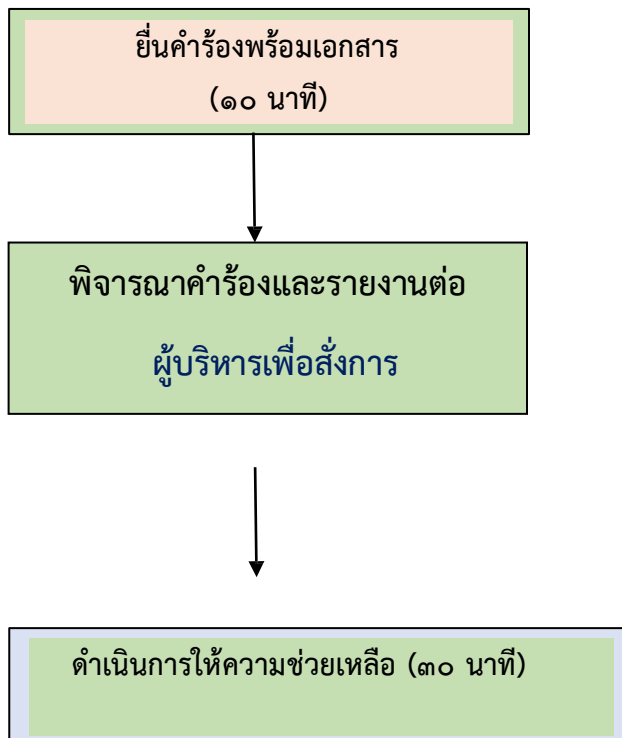 ยื่นคำร้องพร้อมเอกสาร
(๑๐ นาที)
พิจารณาคำร้องและรายงานต่อ
ผู้บริหารเพื่อสั่งการ
ดำเนินการให้ความช่วยเหลือ (๓๐ นาที)